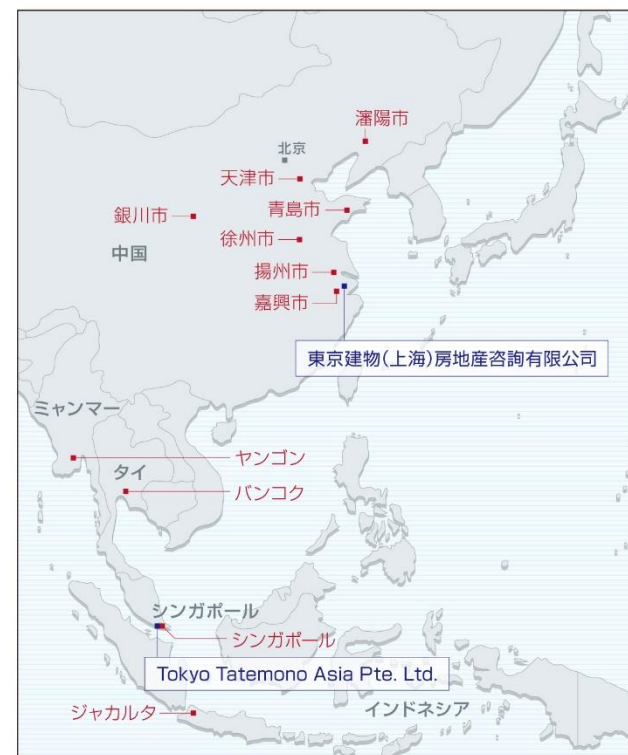 瀋陽市
北京
天津市
青島市
銀川市
徐州市
中国
揚州市
嘉興市
東京建物(上海)房地産咨詢有限公司
ミャンマー
ヤンゴン
タイ
バンコク
シンガポール
シンガポール
Tokyo Tatemono Asia Pte. Ltd.
ジャカルタ
インドネシア